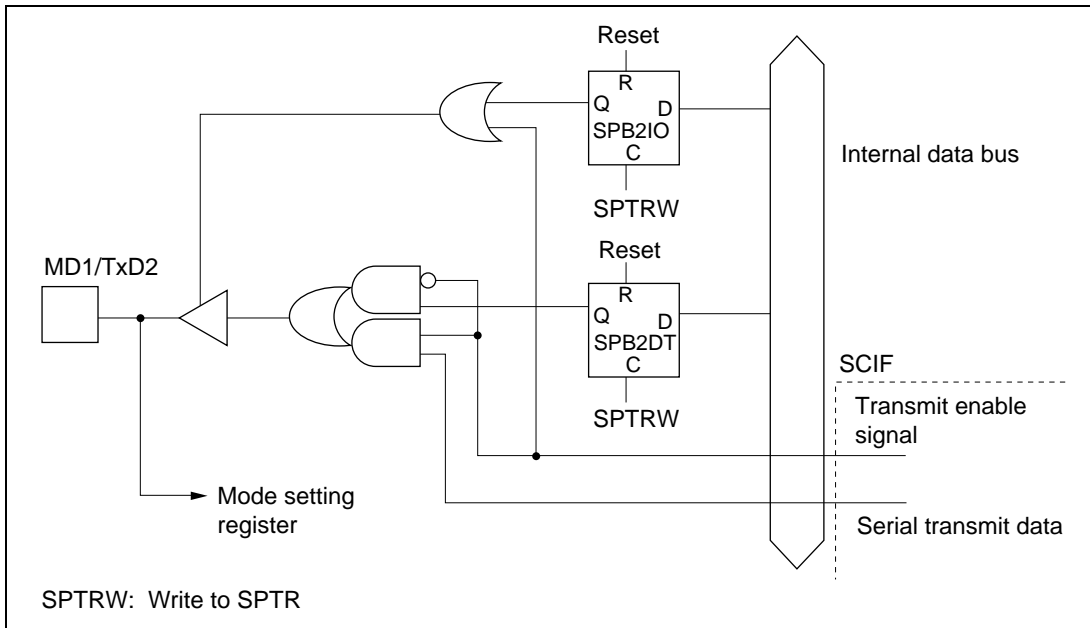 Reset
R
Q D
SPB2IO
C
SPTRW
Internal data bus
Reset
MD1/TxD2
R
Q D
SPB2DT
C
SPTRW
SCIF
Transmit enable
signal
Mode setting
register
Serial transmit data
SPTRW: Write to SPTR